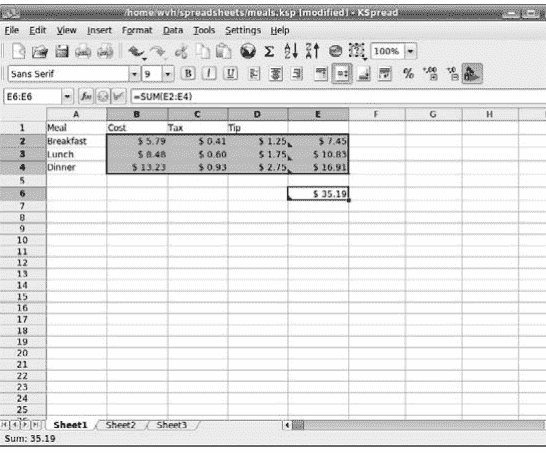 /home/wvh/spreadsheets/meals.ksp [modified] - KSpread
File Edit View Insert Format Data Tools Settings Help
100%
Sans Serif 9 B I U %
E6:E6 =SUM(E2:E4)
A B C D E F G H
1 Meal Cost Tax Tip
2 Breakfast $ 5.79 $ 0.41 $ 1.25 $ 7.45
3 Lunch $ 8.48 $ 0.60 $ 1.75 $ 10.83
4 Dinner $ 13.23 $ 0.93 $ 2.75 $ 16.91
5
6 $ 35.19
7
8
9
10
11
12
13
14
15
16
17
18
19
20
21
22
23
24
25
Sheet1 Sheet2 Sheet3
Sum: 35.19